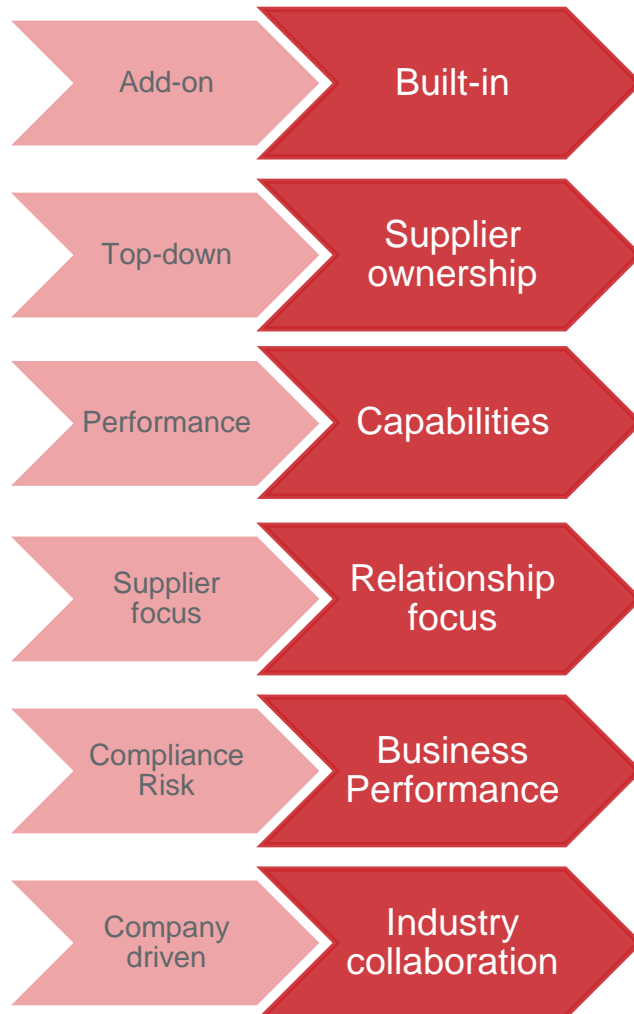 Add-on
Built-in
Top-down
Supplier
ownership
Performance
Capabilities
Supplier
focus
Relationship
focus
Compliance
Risk
Business
Performance
Company
driven
Industry
collaboration